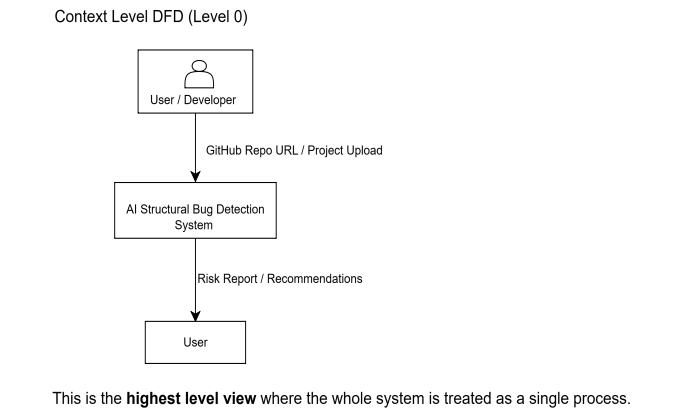 Context Level DFD (Level 0)
User / Developer
GitHub Repo URL / Project Upload
AI Structural Bug Detection
System
Risk Report / Recommendations
User
This is the highest level view where the whole system is treated as a single process.